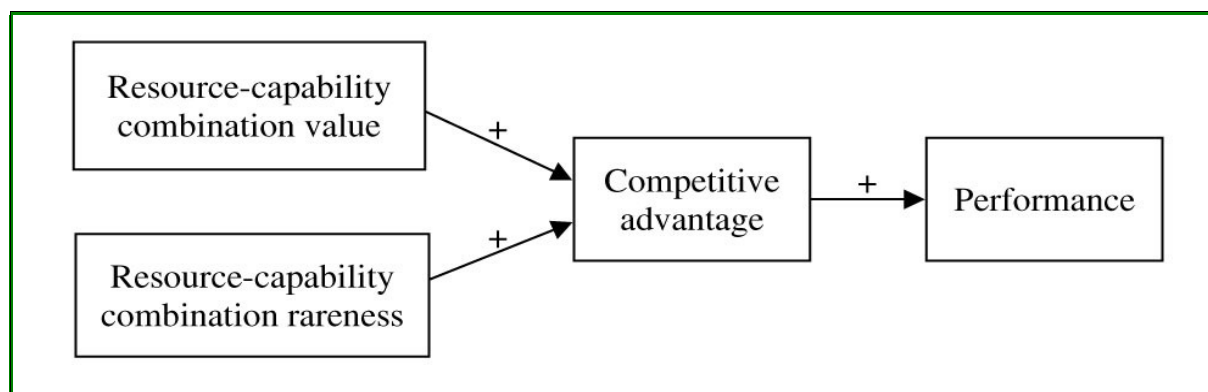 Resource-capability
combination value
+
Competitive
advantage
+
Performance
+
Resource-capability
combination rareness